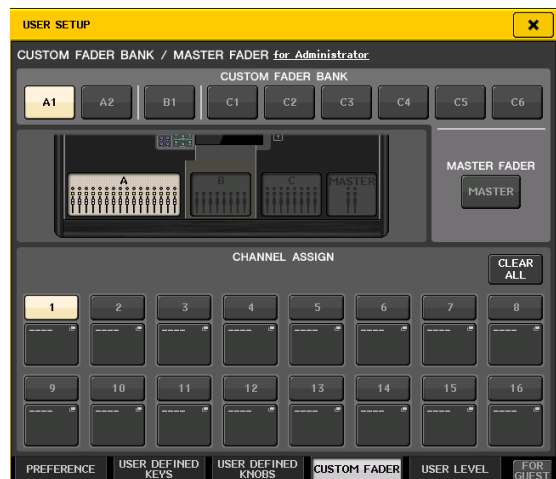 USER SETUP
CUSTOM FADER BANK / MASTER FADER for Administrator
CUSTOM FADER BANK
A1 A2 B1 C1 C2 C3 C4 C5 C6
MASTER FADER
MASTER
A B C MASTER
CHANNEL ASSIGN
CLEAR
ALL
1 2 3 4 5 6 7 8
---- ---- ---- ---- ---- ---- ---- ----
9 10 11 12 13 14 15 16
---- ---- ---- ---- ---- ---- ---- ----
PREFERENCE
USER DEFINED
KEYS
USER DEFINED
KNOBS
CUSTOM FADER
USER LEVEL
FOR
GUEST